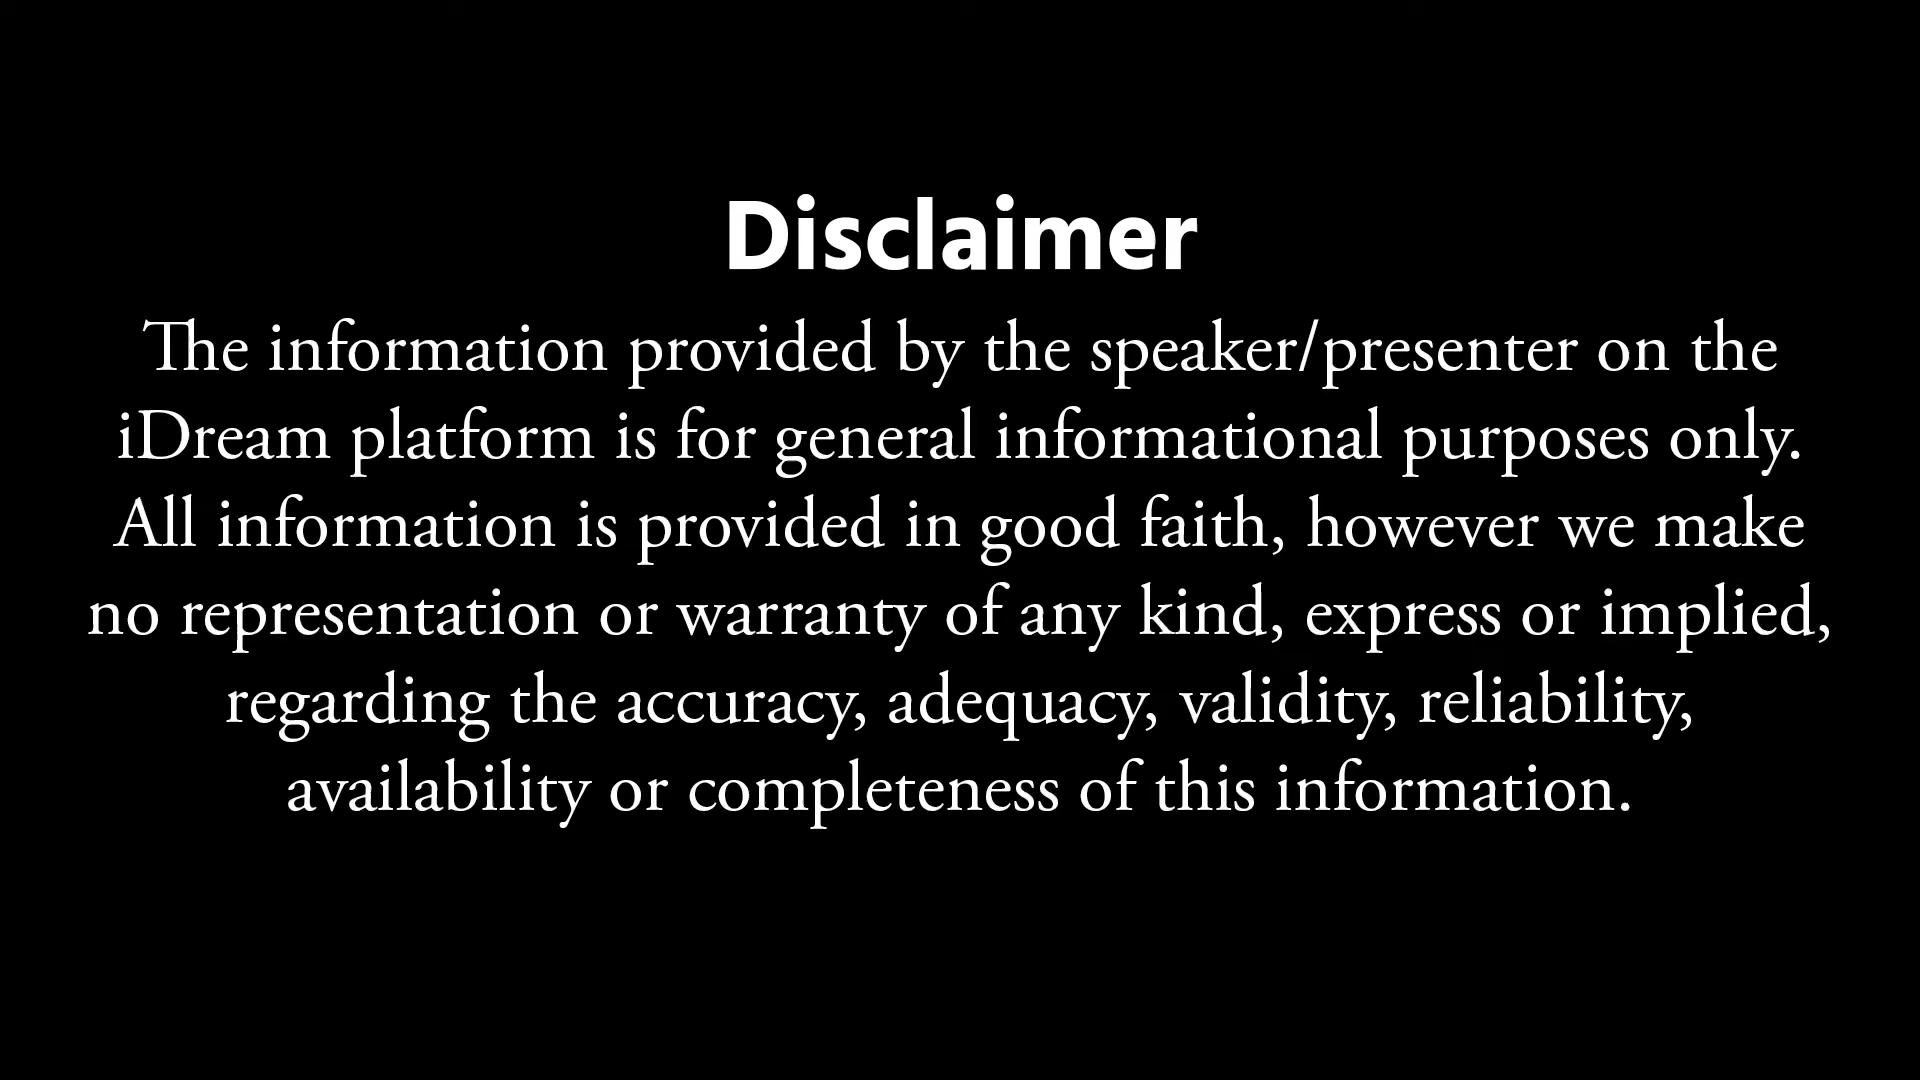 Disclaimer
The information provided by the speaker/presenter on the
iDream platform is for general informational purposes only.
All information is provided in good faith, however we make
no representation or warranty of any kind, express or implied,
regarding the accuracy, adequacy, validity, reliability,
availability or completeness of this information.